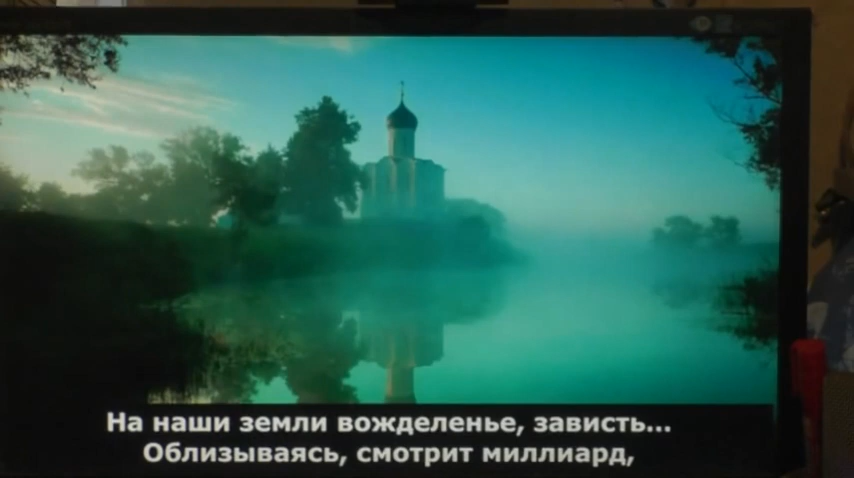 На наши земли вожделенье, зависть...
Облизываясь, смотрит миллиард,